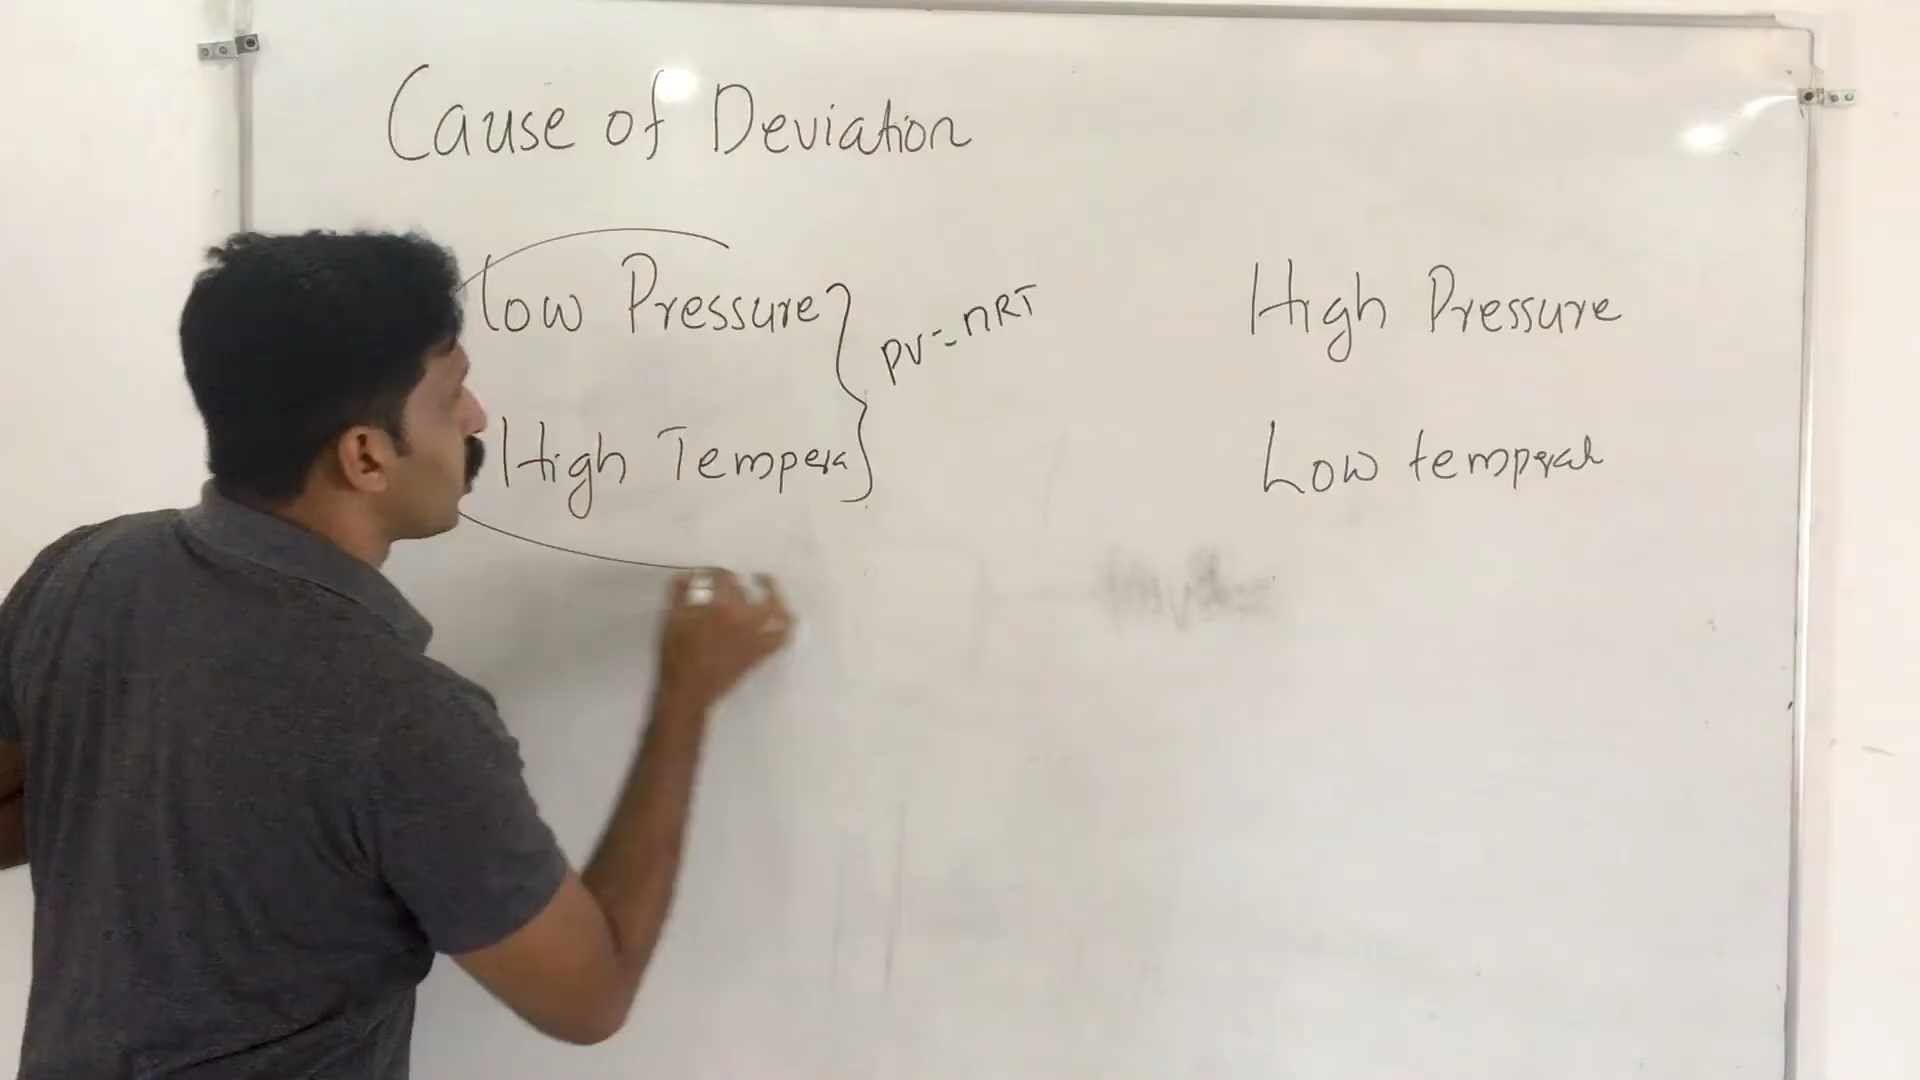 Cause of Deviation
Low Pressure
High Tempera
PV = nRT
High Pressure
Low temperat